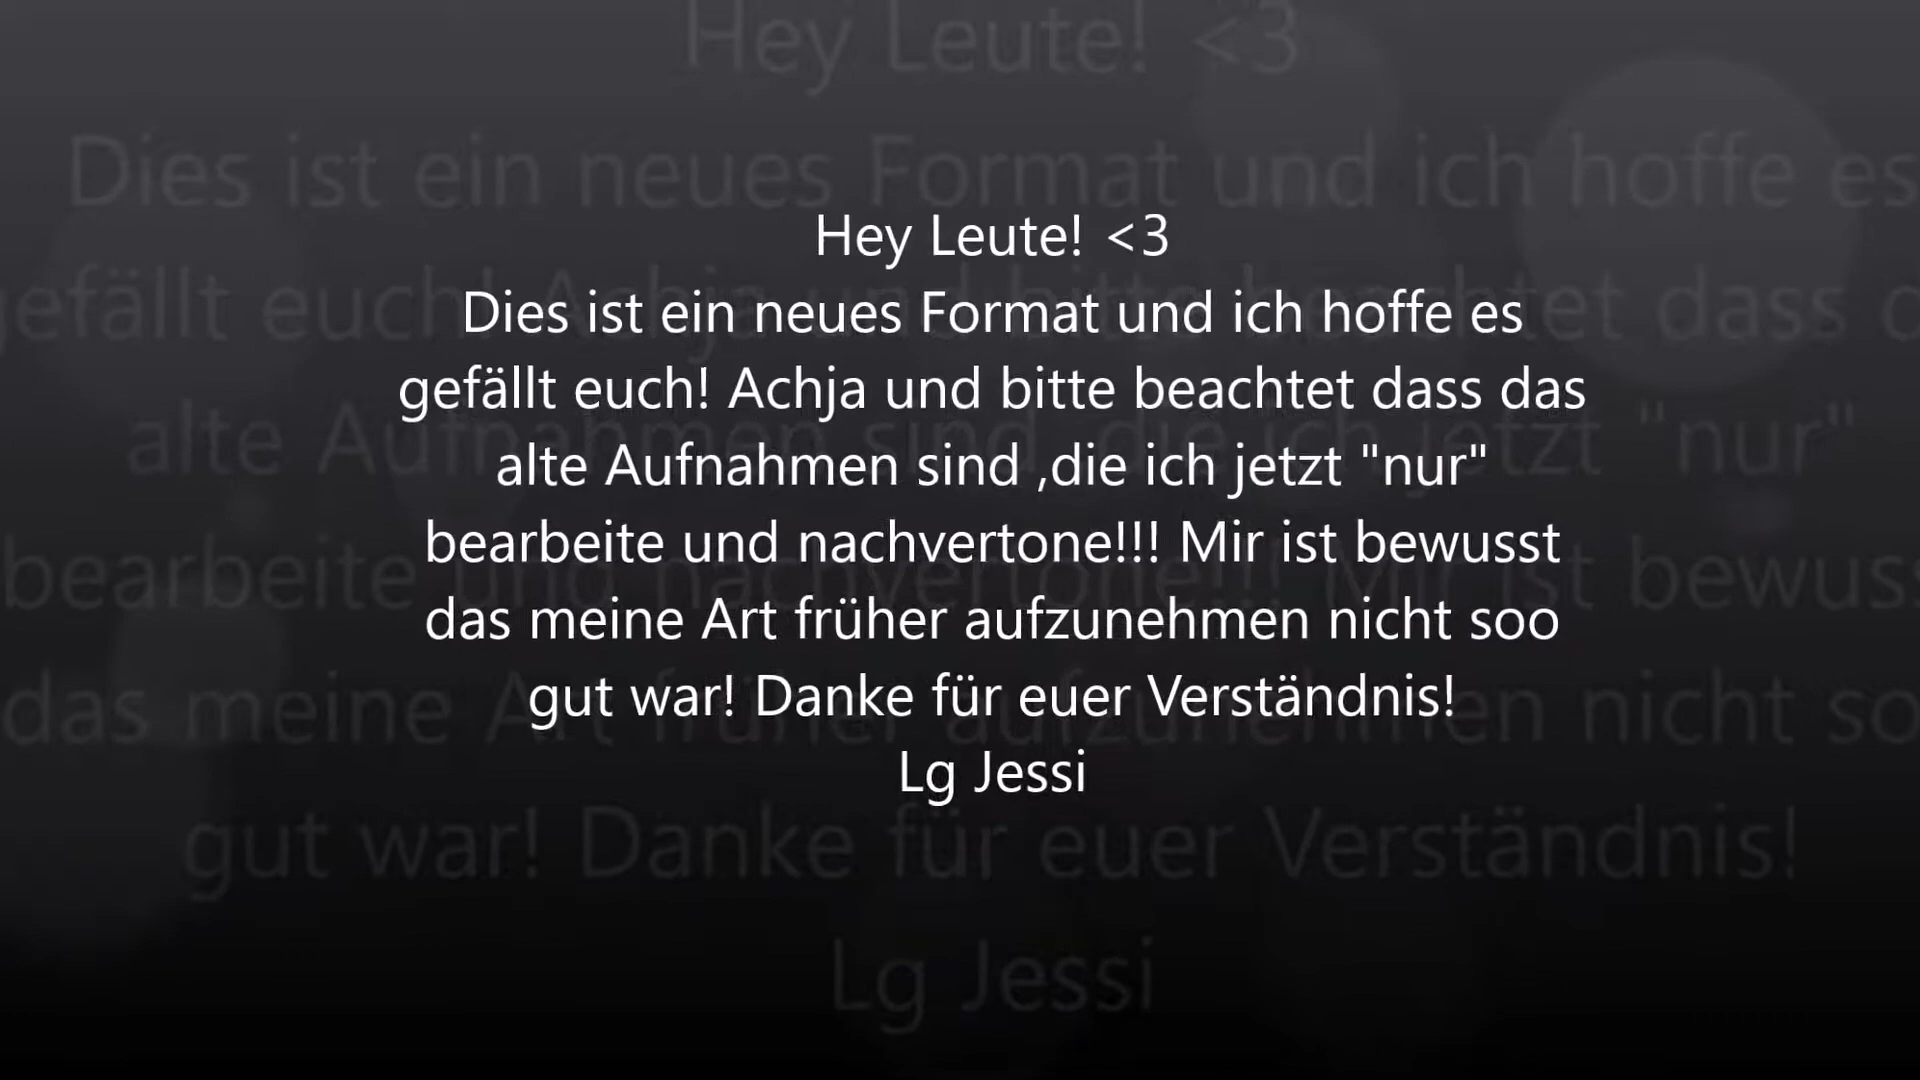 Hey Leute! <3
Dies ist ein neues Format und ich hoffe es
gefällt euch! Achja und bitte beachtet dass das
alte Aufnahmen sind ,die ich jetzt "nur"
bearbeite und nachvertone!!! Mir ist bewusst
das meine Art früher aufzunehmen nicht soo
gut war! Danke für euer Verständnis!
Lg Jessi